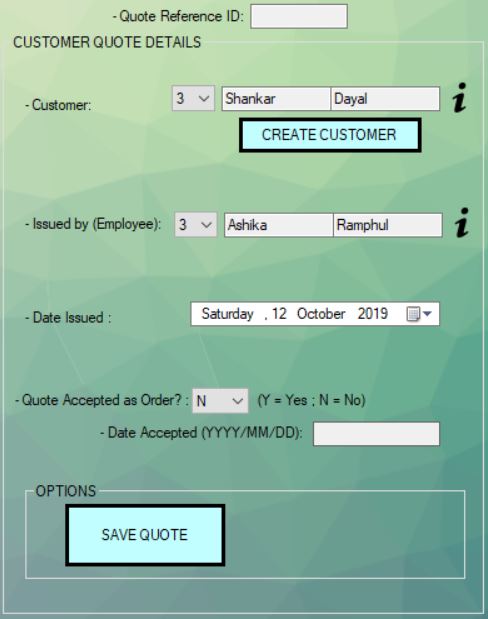 - Quote Reference ID:
CUSTOMER QUOTE DETAILS
- Customer: 3 Shankar Dayal i
CREATE CUSTOMER
- Issued by (Employee): 3 Ashika Ramphul i
- Date Issued : Saturday , 12 October 2019
- Quote Accepted as Order? : N (Y = Yes ; N = No)
- Date Accepted (YYYY/MM/DD):
OPTIONS
SAVE QUOTE